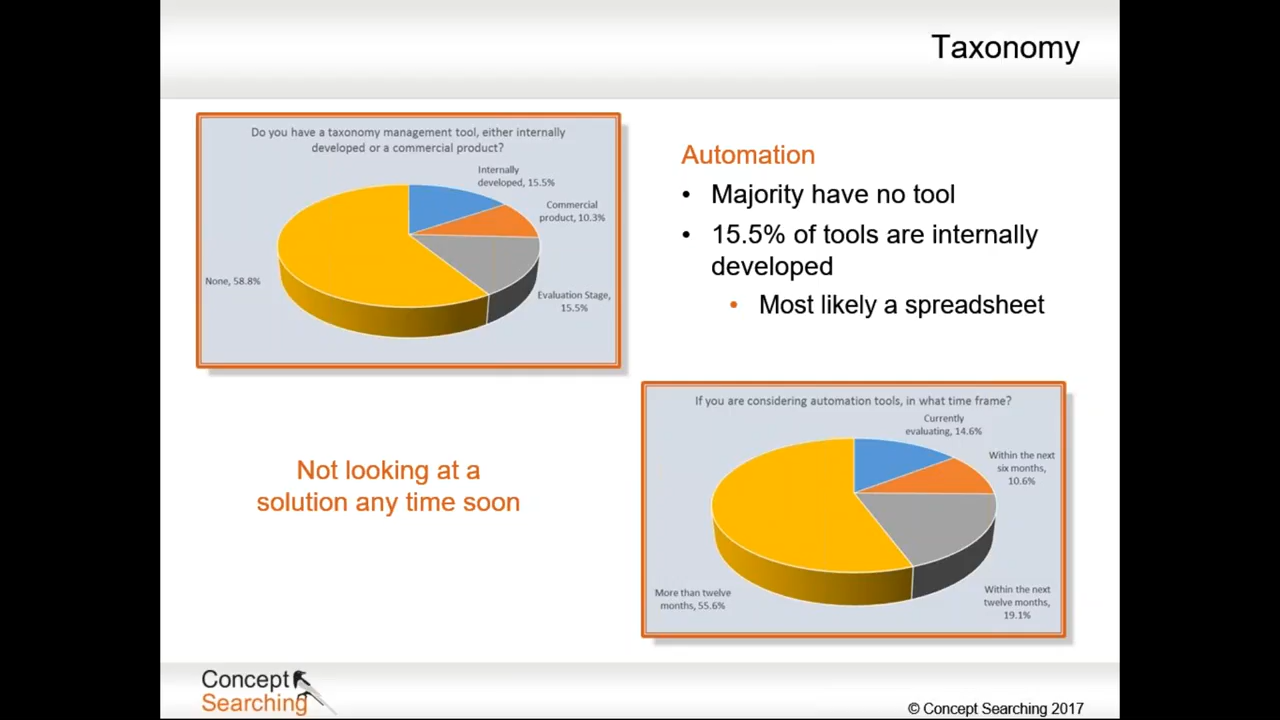 Taxonomy
Do you have a taxonomy management tool, either internally
developed or a commercial product?
Internally
developed, 15.5%
Commercial
product, 10.3%
None, 58.8%
Evaluation Stage,
15.5%
Automation
• Majority have no tool
• 15.5% of tools are internally
developed
• Most likely a spreadsheet
Not looking at a
solution any time soon
If you are considering automation tools, in what time frame?
Currently
evaluating, 14.6%
Within the next
six months,
10.6%
More than twelve
months, 55.6%
Within the next
twelve months,
19.1%
Concept
Searching
© Concept Searching 2017